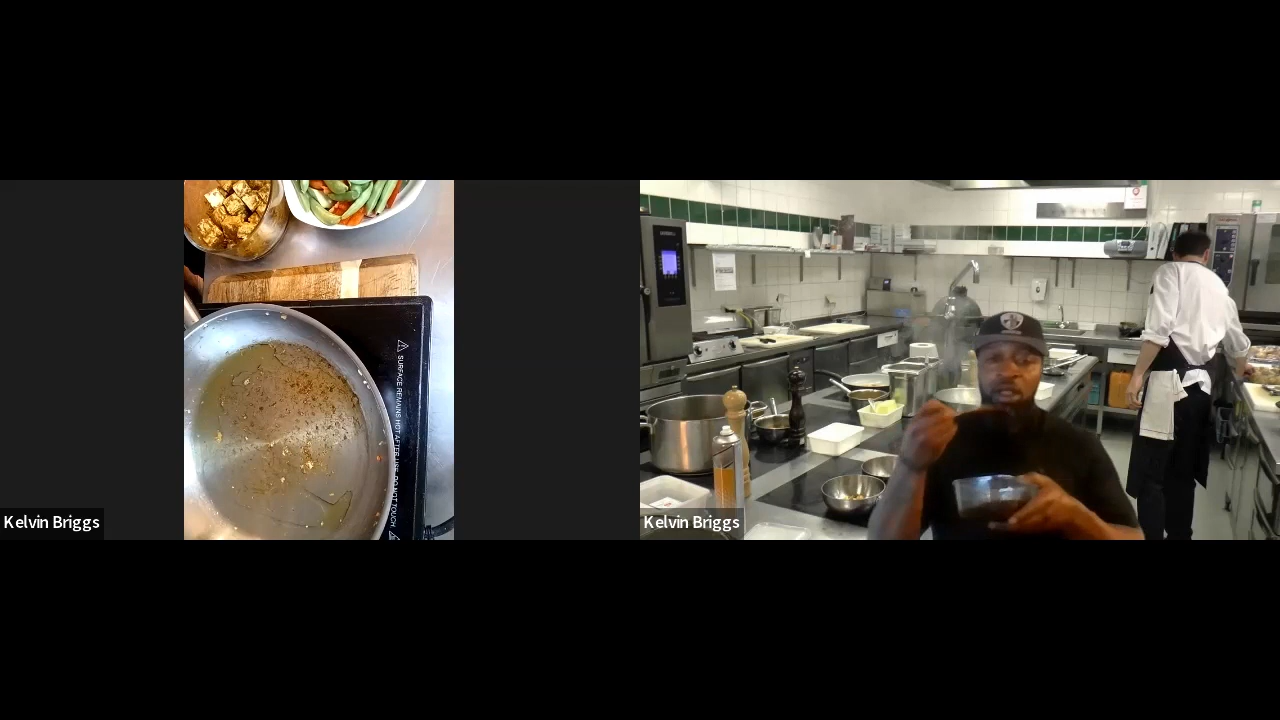 SURFACE REMAINS HOT AFTER USE. DO NOT TOUCH
Kelvin Briggs
Kelvin Briggs